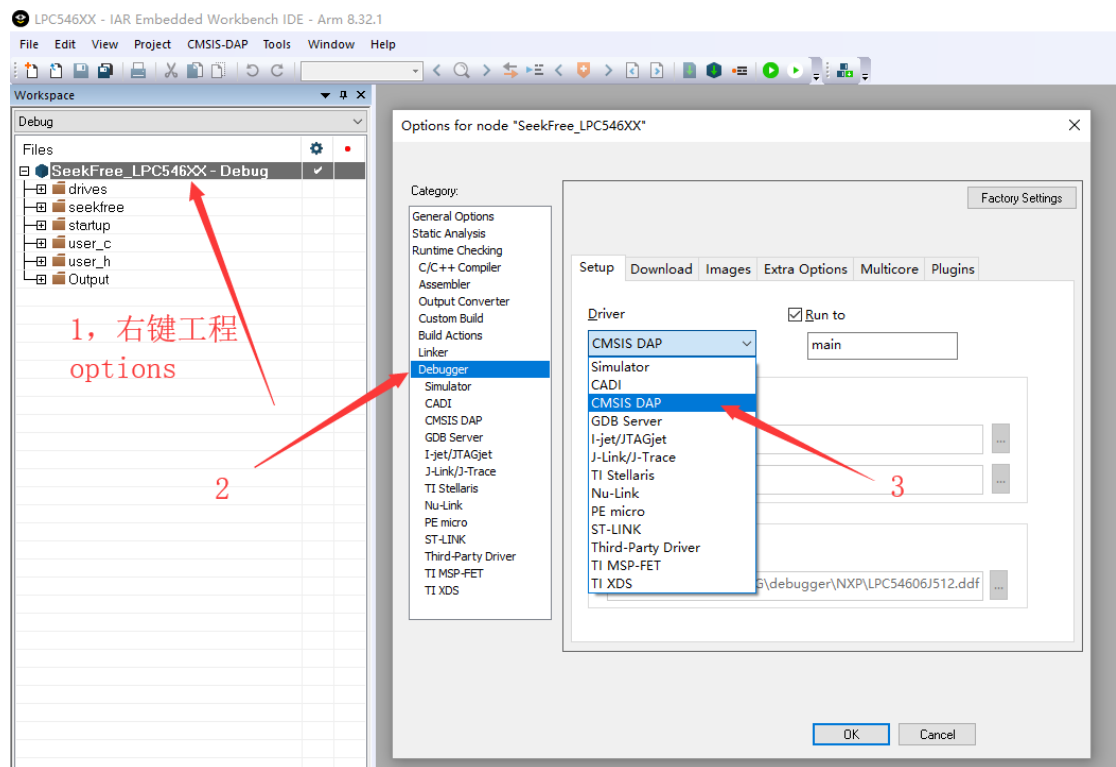 LPC546XX - IAR Embedded Workbench IDE - Arm 8.32.1
File Edit View Project CMSIS-DAP Tools Window Help
Workspace
Debug
Files
SeekFree_LPC546XX - Debug
drives
seekfree
startup
user_c
user_h
Output
1，右键工程
options
2
Options for node "SeekFree_LPC546XX"
Category:
General Options
Static Analysis
Runtime Checking
C/C++ Compiler
Assembler
Output Converter
Custom Build
Build Actions
Linker
Debugger
Simulator
CADI
CMSIS DAP
GDB Server
I-jet/JTAGjet
J-Link/J-Trace
TI Stellaris
Nu-Link
PE micro
ST-LINK
Third-Party Driver
TI MSP-FET
TI XDS
Factory Settings
Setup Download Images Extra Options Multicore Plugins
Driver
Run to
CMSIS DAP
main
Simulator
CADI
CMSIS DAP
GDB Server
I-jet/JTAGjet
J-Link/J-Trace
TI Stellaris
Nu-Link
PE micro
ST-LINK
Third-Party Driver
TI MSP-FET
TI XDS
3
\debugger\NXP\LPC54606J512.ddf
OK Cancel